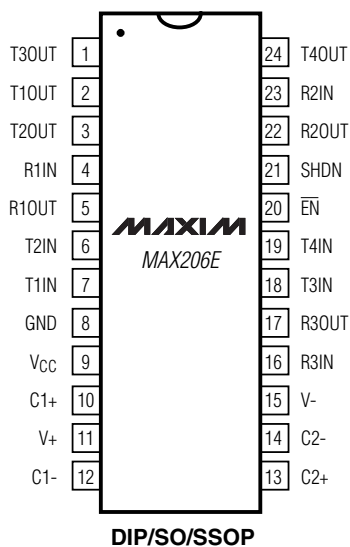 T3OUT 1
T1OUT 2
T2OUT 3
R1IN 4
R1OUT 5
T2IN 6
T1IN 7
GND 8
VCC 9
C1+ 10
V+ 11
C1- 12
24 T4OUT
23 R2IN
22 R2OUT
21 SHDN
20 E̅N̅
19 T4IN
18 T3IN
17 R3OUT
16 R3IN
15 V-
14 C2-
13 C2+
MAXIM
MAX206E
DIP/SO/SSOP